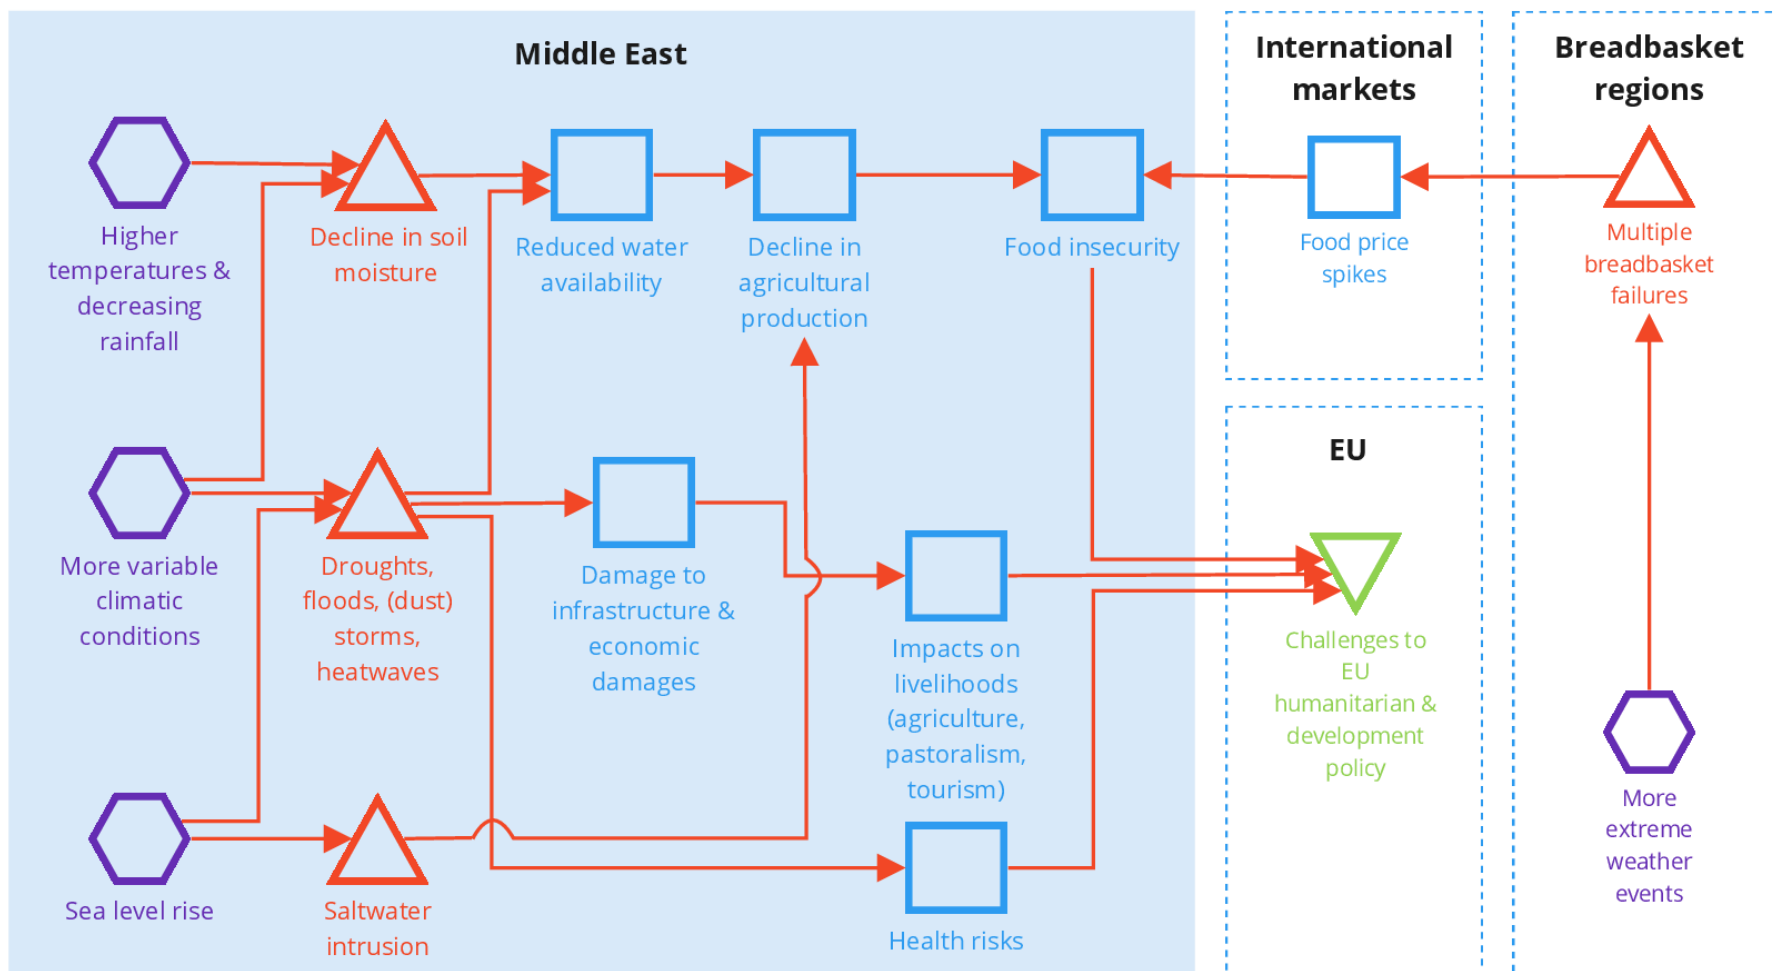 Middle East
International
markets
Breadbasket
regions
Higher
temperatures &
decreasing
rainfall
Decline in soil
moisture
Reduced water
availability
Decline in
agricultural
production
Food insecurity
Food price
spikes
Multiple
breadbasket
failures
EU
More variable
climatic
conditions
Droughts,
floods, (dust)
storms,
heatwaves
Damage to
infrastructure &
economic
damages
Impacts on
livelihoods
(agriculture,
pastoralism,
tourism)
Challenges to
EU
humanitarian &
development
policy
More
extreme
weather
events
Sea level rise
Saltwater
intrusion
Health risks